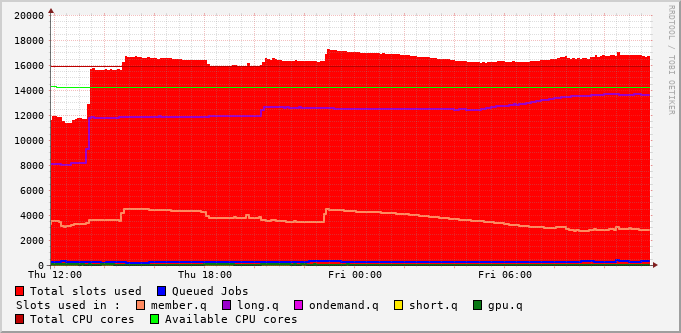 20000
18000
16000
14000
12000
10000
8000
6000
4000
2000
0
Thu 12:00 Thu 18:00 Fri 00:00 Fri 06:00
RRDTOOL / TOBI OETIKER
Total slots used Queued Jobs
Slots used in : member.q long.q ondemand.q short.q gpu.q
Total CPU cores Available CPU cores